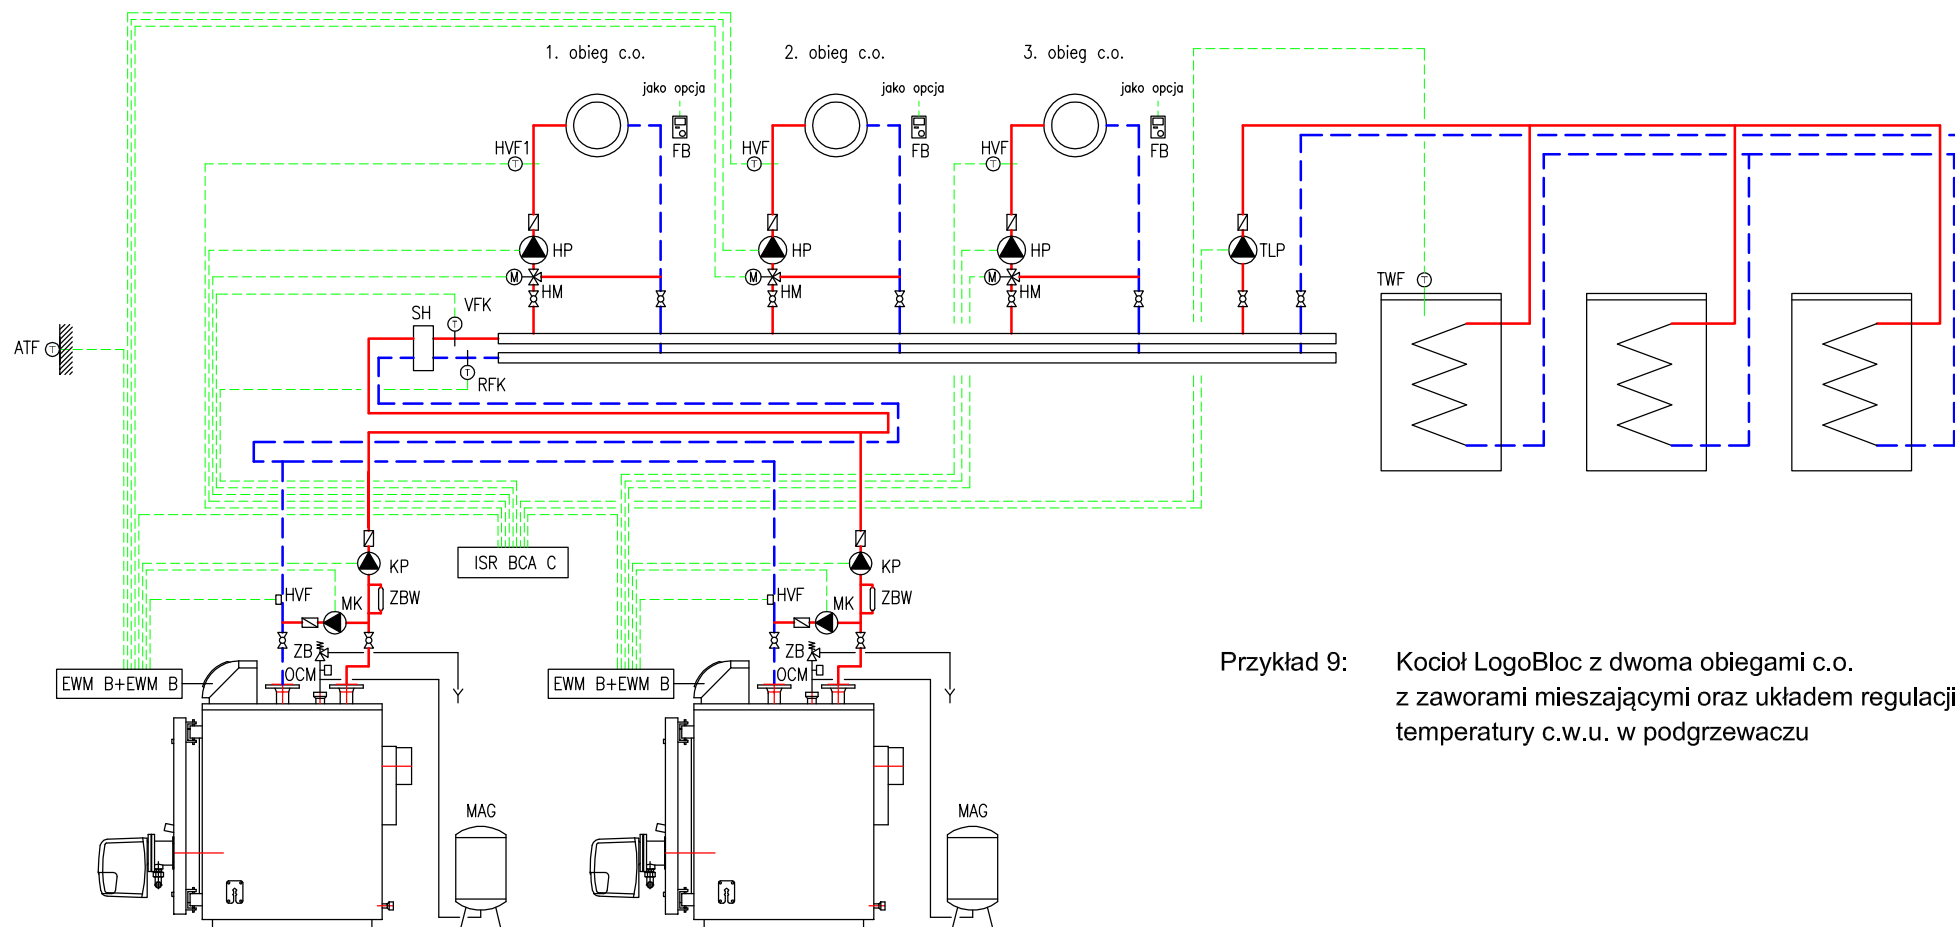 1. obieg c.o.
2. obieg c.o.
3. obieg c.o.
jako opcja
jako opcja
jako opcja
HVF1
FB
HVF
FB
HVF
FB
HP
HP
HP
TLP
HM
HM
HM
TWF
SH
VFK
ATF
RFK
ISR BCA C
KP
KP
HVF
MK
ZBW
HVF
MK
ZBW
ZB
ZB
OCM
OCM
EWM B+EWM B
EWM B+EWM B
MAG
MAG
T
T
T
T
T
T
T
M
M
M
Przykład 9: Kocioł LogoBloc z dwoma obiegami c.o.
z zaworami mieszającymi oraz układem regulacji
temperatury c.w.u. w podgrzewaczu